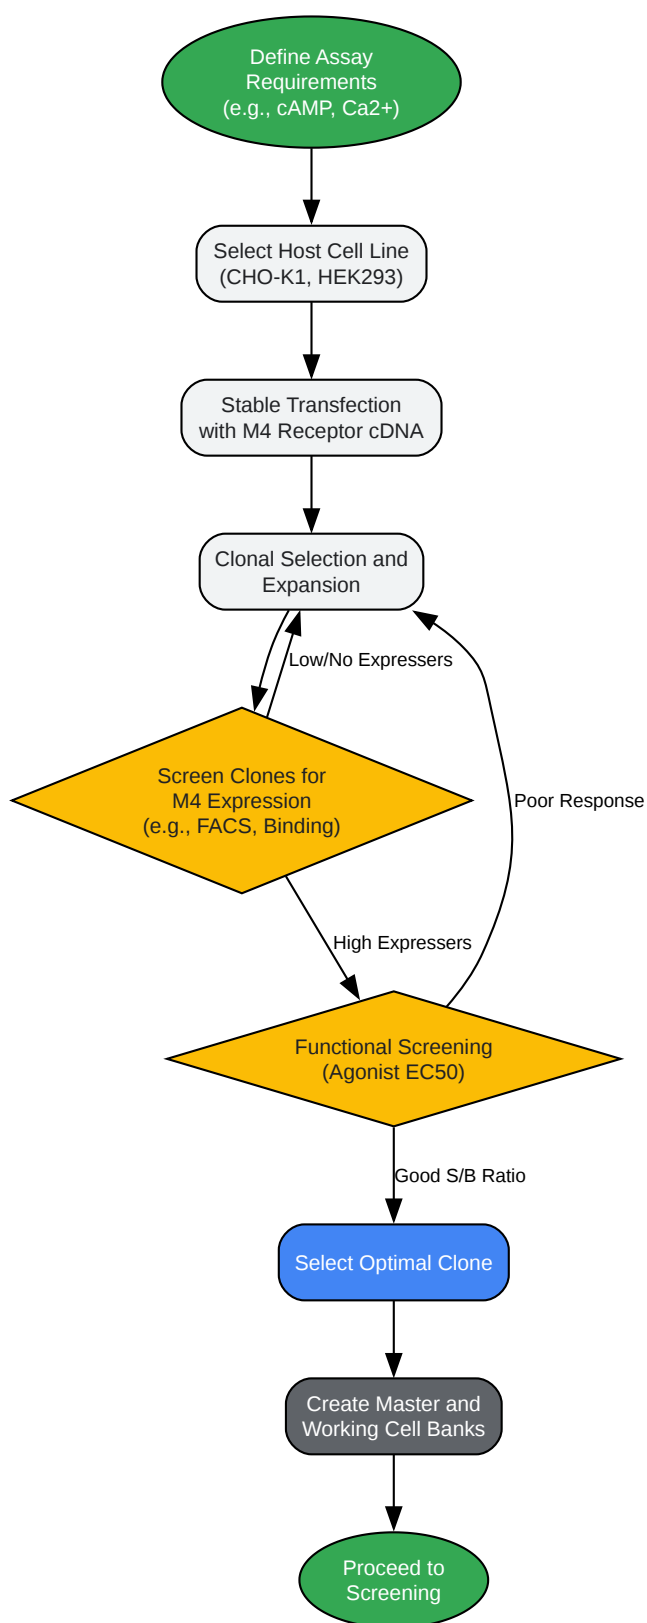 Define Assay
Requirements
(e.g., cAMP, Ca2+)
Select Host Cell Line
(CHO-K1, HEK293)
Stable Transfection
with M4 Receptor cDNA
Clonal Selection and
Expansion
Low/No Expressers
Screen Clones for
M4 Expression
(e.g., FACS, Binding)
Poor Response
High Expressers
Functional Screening
(Agonist EC50)
Good S/B Ratio
Select Optimal Clone
Create Master and
Working Cell Banks
Proceed to
Screening